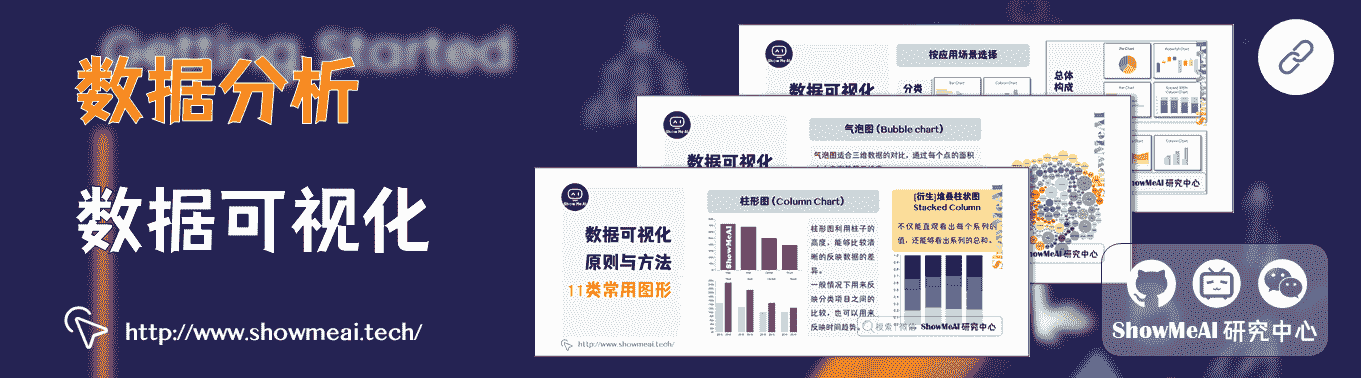 Getting Started
数据分析
数据可视化
http://www.showmeai.tech/
ShowMeAI
按应用场景选择
数据可视化
分类
总体
构成
ShowMeAI 研究中心
ShowMeAI
气泡图(Bubble chart)
数据可视化
气泡图适合三维数据的对比,通过每个点的面积
ShowMeAI 研究中心
数据可视化
原则与方法
11类常用图形
柱形图(Column Chart)
ShowMeAI
柱形图利用柱子的
高度,能够比较清
晰的反映数据的差
异。
一般情况下用来反
映分类项目之间的
比较,也可以用来
反映时间趋势。
[衍生]堆叠柱状图
Stacked Column
不仅能直观看出每个系列的
值,还能够看出系列的总和。
ShowMeAI 研究中心
http://www.showmeai.tech/
ShowMeAI 研究中心